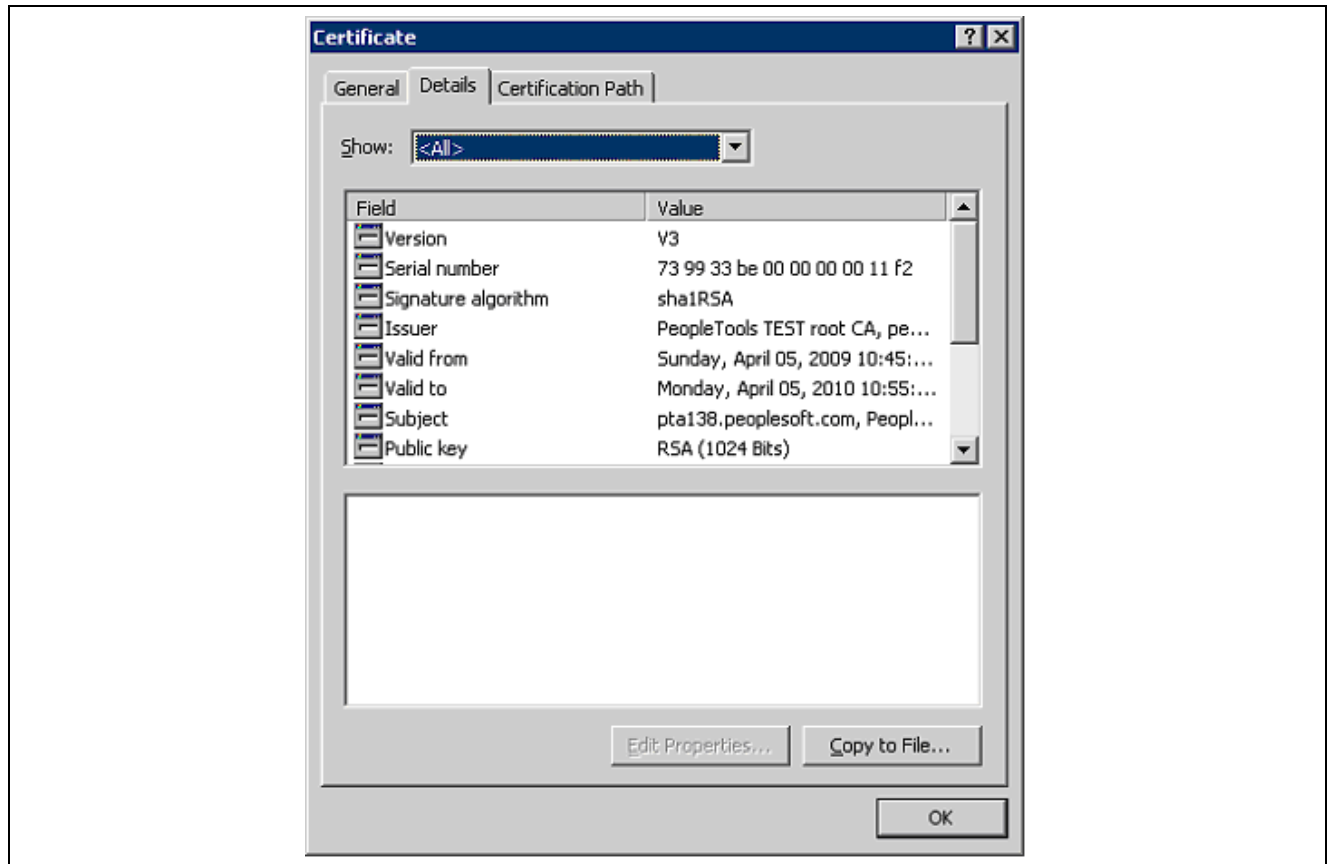 Certificate
General Details Certification Path
Show: <All>
Field Value
Version V3
Serial number 73 99 33 be 00 00 00 00 11 f2
Signature algorithm sha1RSA
Issuer PeopleTools TEST root CA, pe...
Valid from Sunday, April 05, 2009 10:45:...
Valid to Monday, April 05, 2010 10:55:...
Subject pta138.peoplesoft.com, Peopl...
Public key RSA (1024 Bits)
Edit Properties... Copy to File...
OK